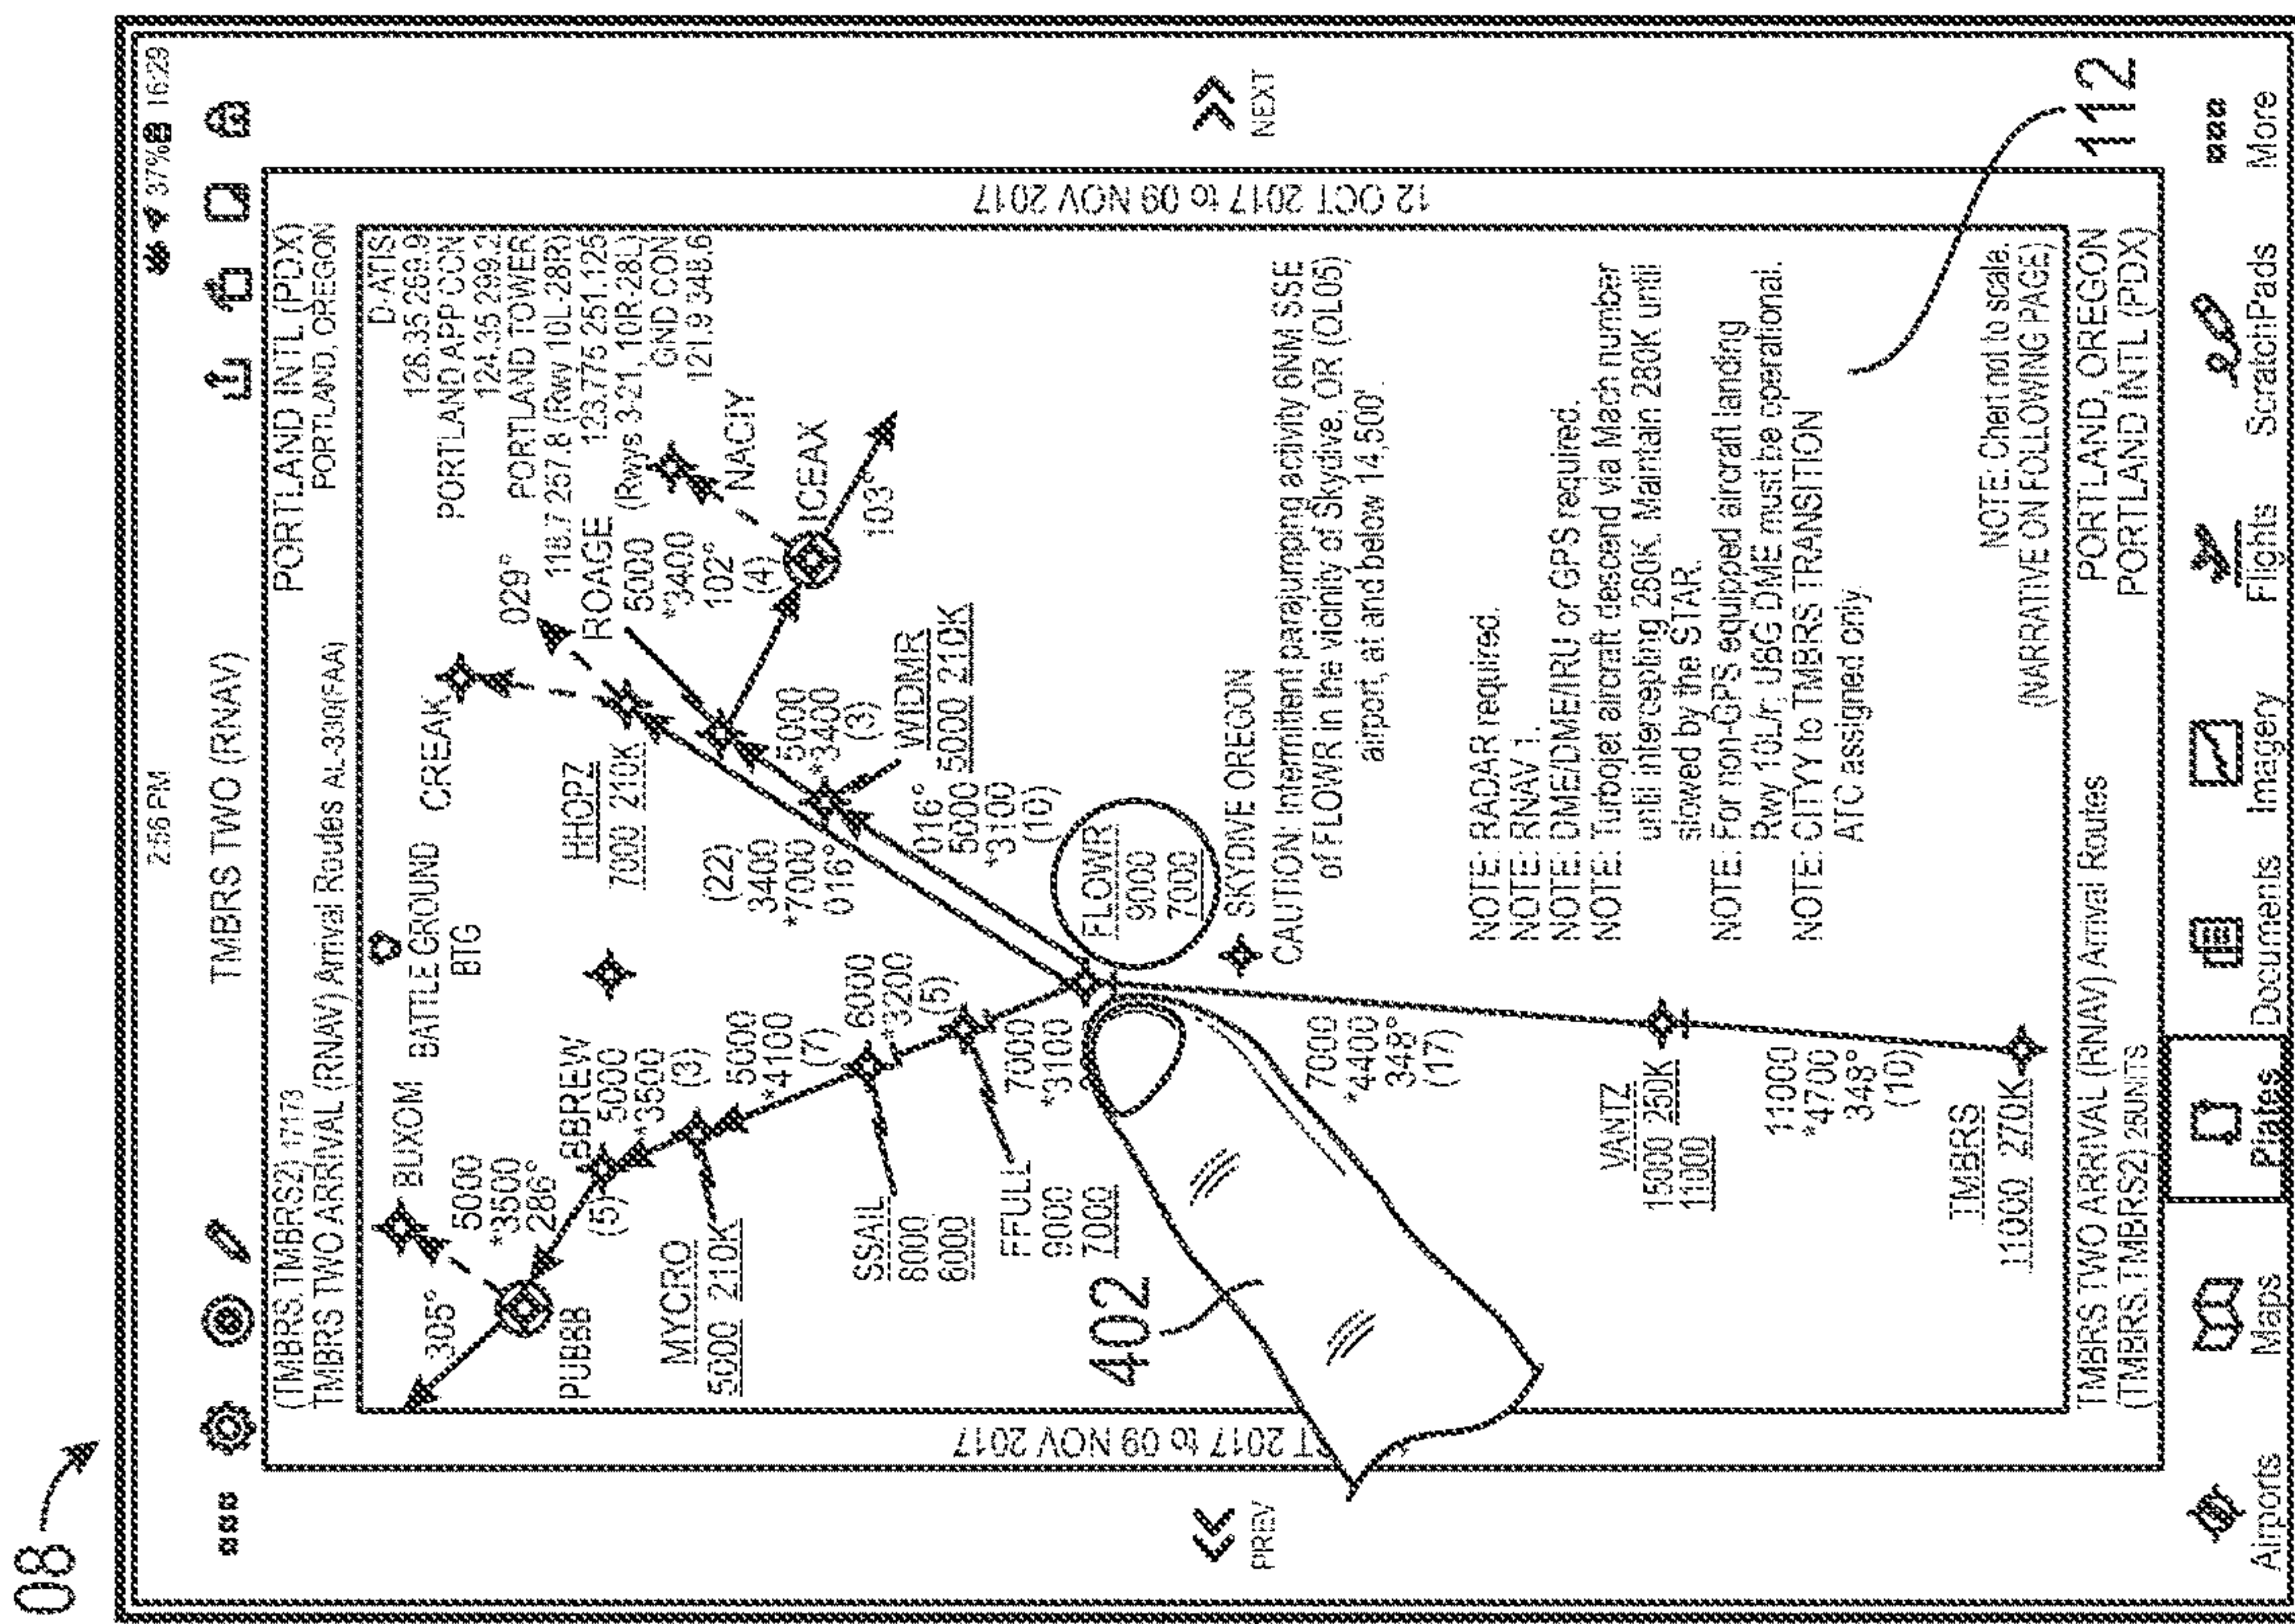 08
2:56 PM
37% 16:29
TMBRS TWO (RNAV)
(TMBRS.TMBRS2) 17173
PORTLAND INTL (PDX)
TMBRS TWO ARRIVAL (RNAV) Arrival Routes AL-330(FAA)
PORTLAND, OREGON
D-ATIS
128.35 269.9
PORTLAND APP CON
124.35 299.2
PORTLAND TOWER
118.7 257.8 (Rwy 10L-28R)
123.775 251.125
(Rwys 3-21, 10R-28L)
GND CON
121.9 348.6
305°
BUXOM
5000
*3500
286°
(5)
PUBBB
BBREW
5000
*3500
(3)
BATTLE GROUND
BTG
CREAK
029°
HHOPZ
7000 210K
ROAGE
5000
*3400
102°
(4)
NACIY
ICEAX
103°
MYCRO
5000 210K
5000
*4100
(7)
(22)
3400
*7000
016°
5000
*3400
(3)
WIDMR
5000 210K
SSAIL
8000
6000
6000
*3200
(5)
016°
5000
*3100
(10)
FFULL
9000
7000
7000
*3100
FLOWR
9000
7000
402
SKYDIVE OREGON
CAUTION: Intermittent parajumping activity 6NM SSE
of FLOWR in the vicinity of Skydive, OR (OL05)
airport, at and below 14,500'.
7000
*4400
348°
(17)
NOTE: RADAR required.
NOTE: RNAV 1.
NOTE: DME/DME/IRU or GPS required.
NOTE: Turbojet aircraft descend via Mach number
until intercepting 280K. Maintain 280K until
slowed by the STAR.
NOTE: For non-GPS equipped aircraft landing
Rwy 10L/r: UBG DME must be operational.
NOTE: CITYY to TMBRS TRANSITION
ATC assigned only.
VANTZ
15000 250K
11000
11000
*4700
348°
(10)
TMBRS
11000 270K
NOTE: Chert not to scale.
(NARRATIVE ON FOLLOWING PAGE)
12 OCT 2017 to 09 NOV 2017
CT 2017 to 09 NOV 2017
PREV
NEXT
112
TMBRS TWO ARRIVAL (RNAV) Arrival Routes
PORTLAND, OREGON
(TMBRS.TMBRS2) 25UNTS
PORTLAND INTL (PDX)
Airports
Maps
Plates
Documents
Imagery
Flights
ScratchPads
More